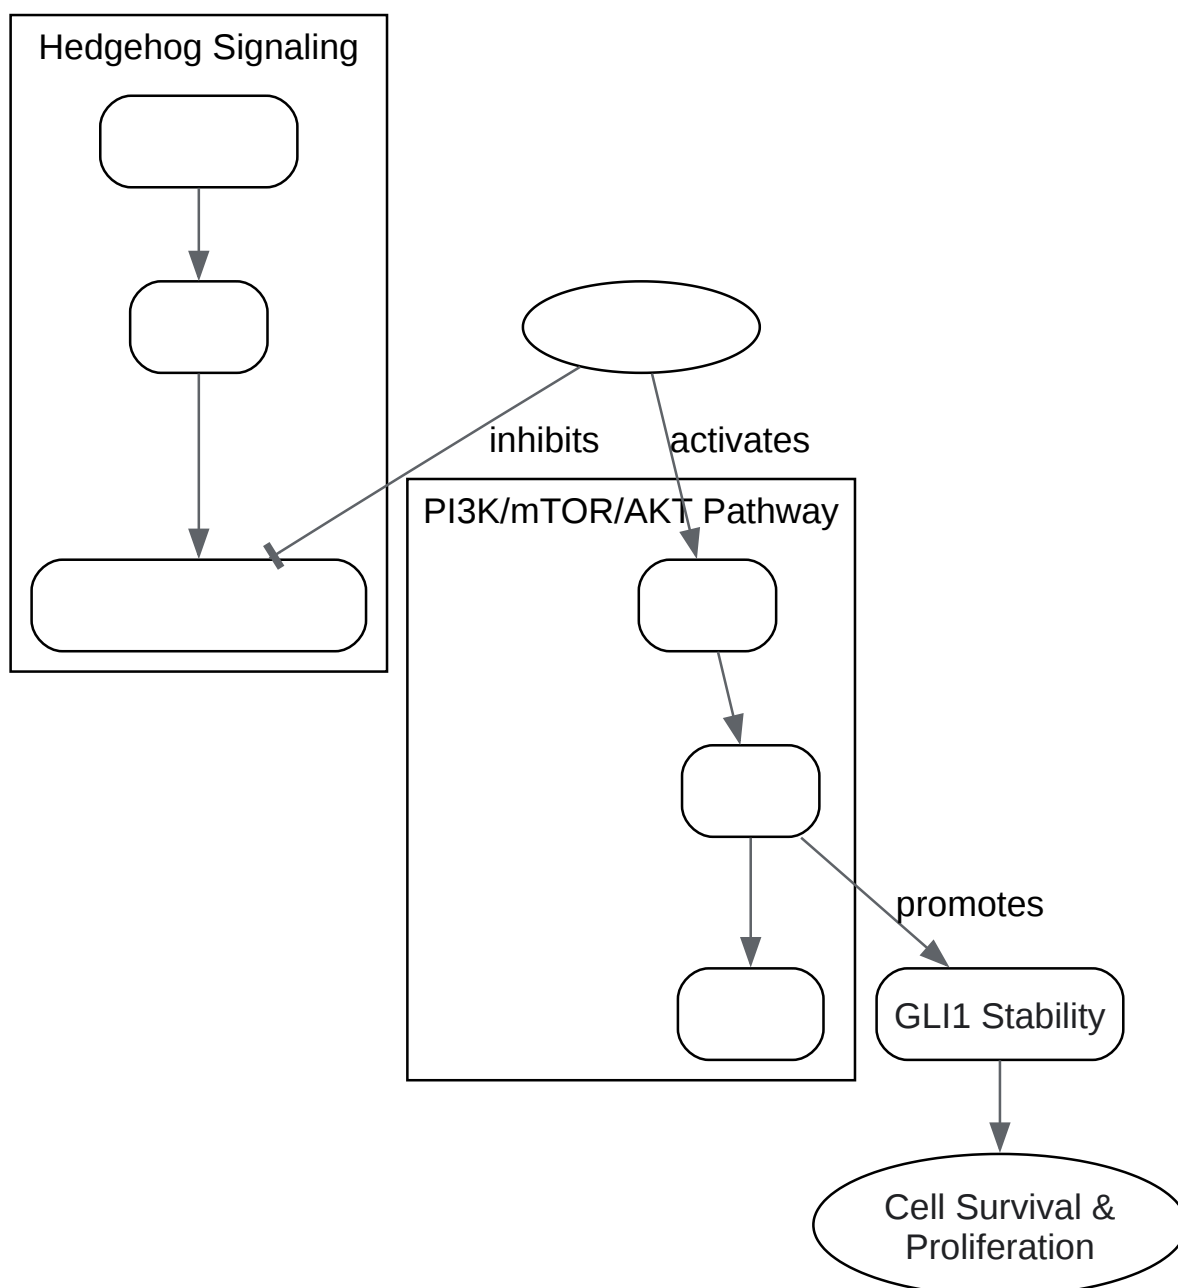 Hedgehog Signaling
inhibits
activates
PI3K/mTOR/AKT Pathway
promotes
GLI1 Stability
Cell Survival &
Proliferation